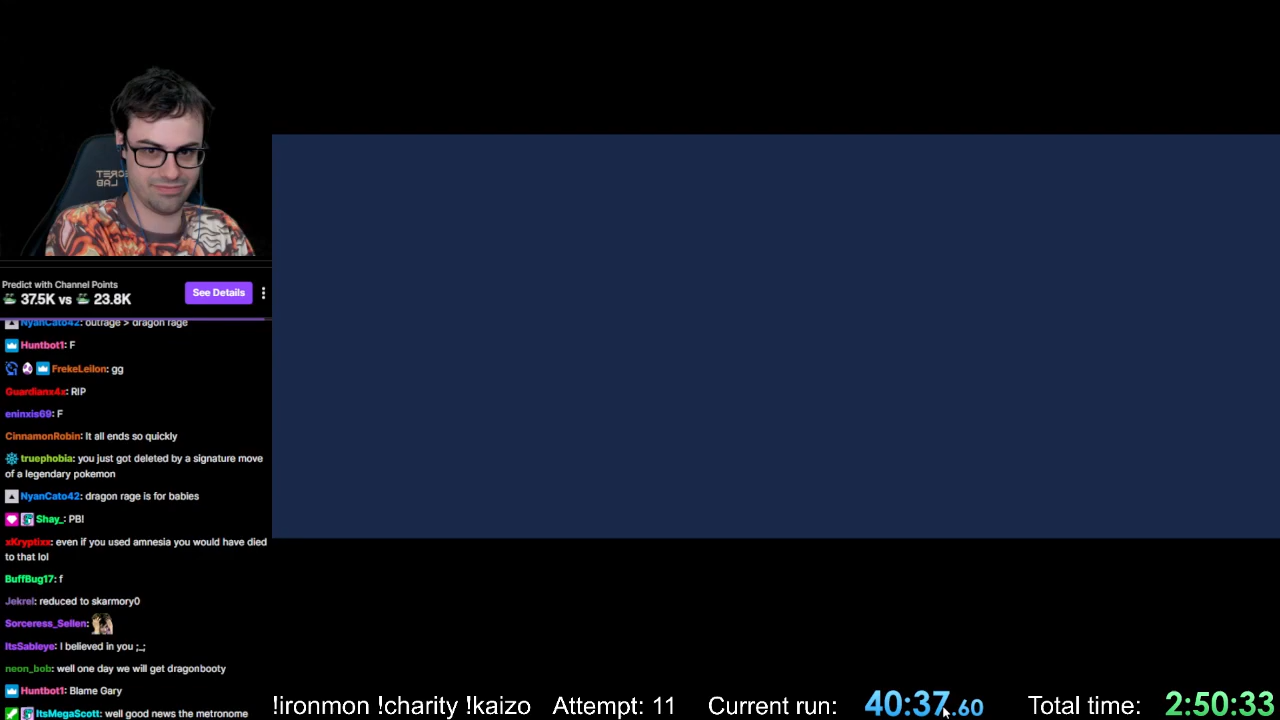 Predict with Channel Points
37.5K vs 23.8K
See Details
NyanCato42: outrage > dragon rage
Huntbot1: F
FrekeLeilon: gg
Guardianx4x: RIP
eninxis69: F
CinnamonRobin: It all ends so quickly
truephobia: you just got deleted by a signature move
of a legendary pokemon
NyanCato42: dragon rage is for babies
Shay_: PB!
xKryptixx: even if you used amnesia you would have died
to that lol
BuffBug17: f
Jekrel: reduced to skarmory0
Sorceress_Sellen:
ItsSableye: I believed in you ;_;
neon_bob: well one day we will get dragonbooty
Huntbot1: Blame Gary
ItsMegaScott: well good news the metronome
!ironmon !charity !kaizo Attempt: 11 Current run: 40:37.60 Total time: 2:50:33